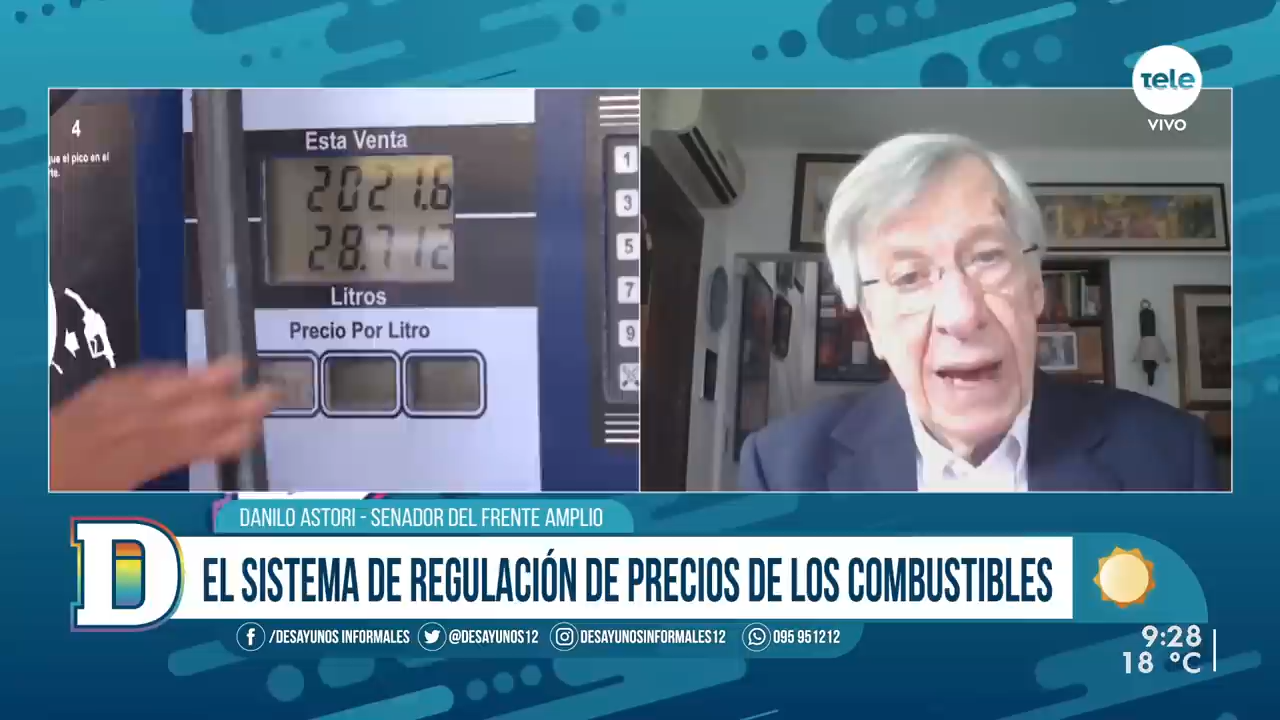 tele
VIVO
4
ue el pico en el
te.
Esta Venta
2021.6
28.712
Litros
Precio Por Litro
1
3
5
7
9
DANILO ASTORI - SENADOR DEL FRENTE AMPLIO
D
EL SISTEMA DE REGULACIÓN DE PRECIOS DE LOS COMBUSTIBLES
/DESAYUNOS INFORMALES @DESAYUNOS12 DESAYUNOSINFORMALES12 095 951212
9:28
18 °C